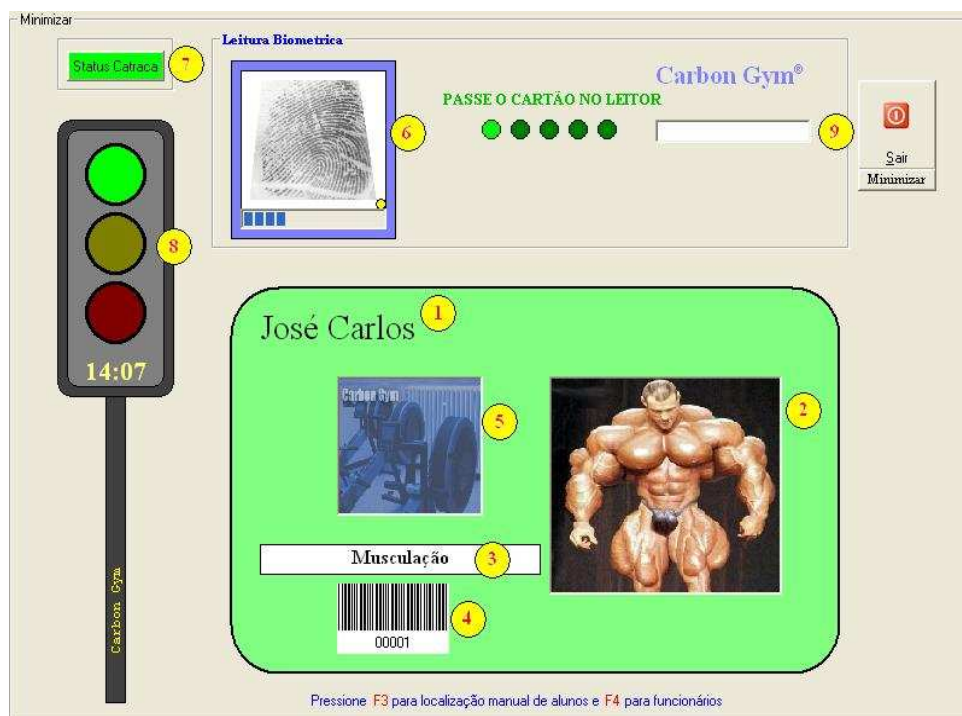 Minimizar
Status Catraca
7
Leitura Biometrica
6
PASSE O CARTÃO NO LEITOR
Carbon Gym®
9
Sair
Minimizar
8
14:07
Carbon Gym
José Carlos
1
Carbon Gym
5
2
Musculação
3
00001
4
Pressione F3 para localização manual de alunos e F4 para funcionários